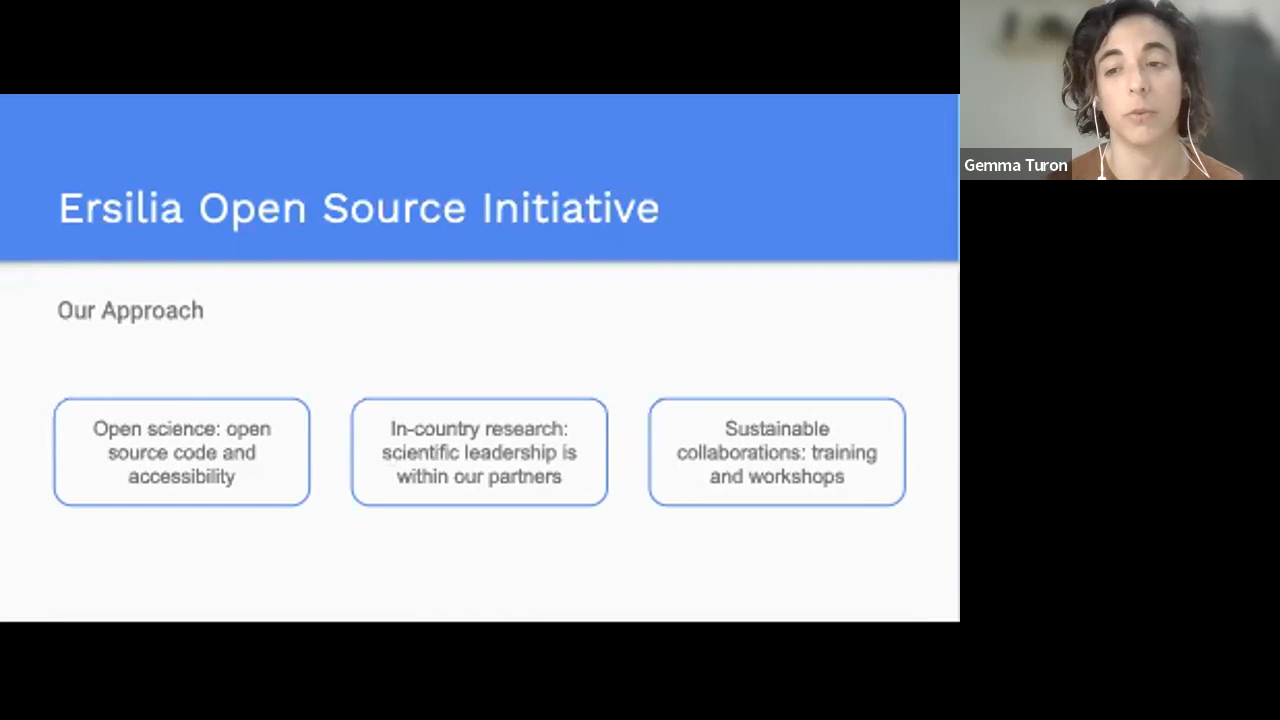 Ersilia Open Source Initiative
Our Approach
Open science: open
source code and
accessibility
In-country research:
scientific leadership is
within our partners
Sustainable
collaborations: training
and workshops
Gemma Turon